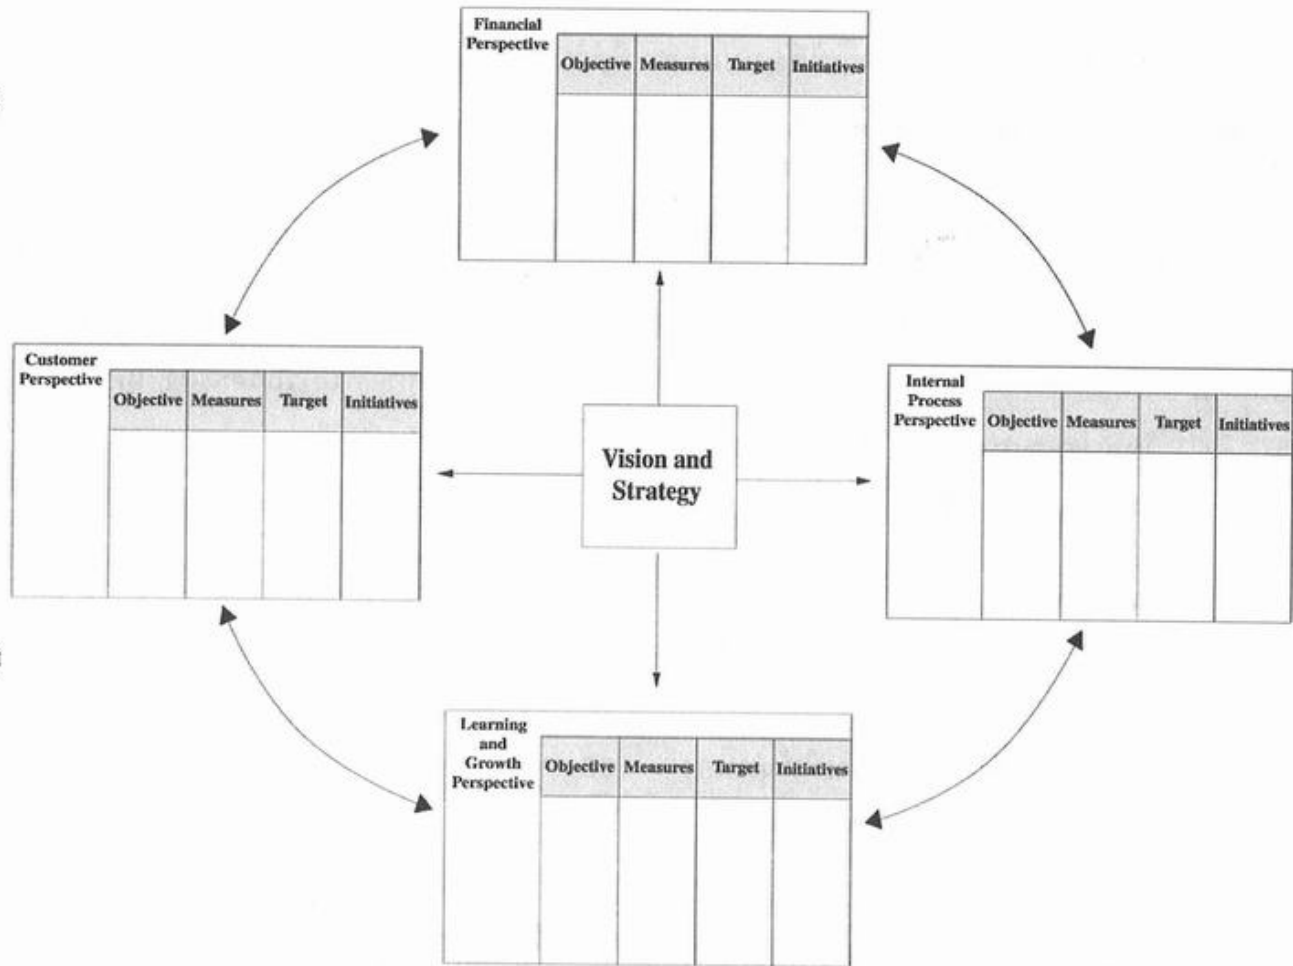 Financial
Perspective
Objective Measures Target Initiatives
Customer
Perspective
Objective Measures Target Initiatives
Vision and
Strategy
Internal
Process
Perspective
Objective Measures Target Initiatives
Learning
and
Growth
Perspective
Objective Measures Target Initiatives